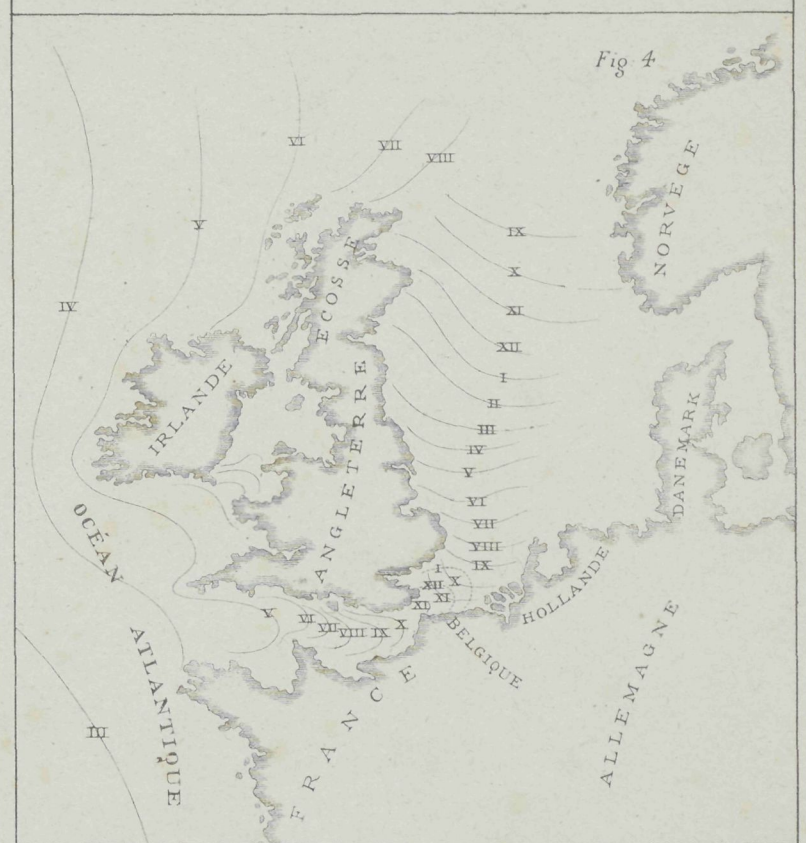 Fig 4
VI
VII
VIII
NORVEGE
V
IX
ECOSSE
X
IV
XI
XII
I
IRLANDE
II
ANGLETERRE
III
DANEMARK
IV
V
VI
OCÉAN
VII
VIII
IX
I
X
XII
XI
XI
HOLLANDE
V
VI
VII
VIII
IX
X
BELGIQUE
ATLANTIQUE
ALLEMAGNE
FRANCE
III